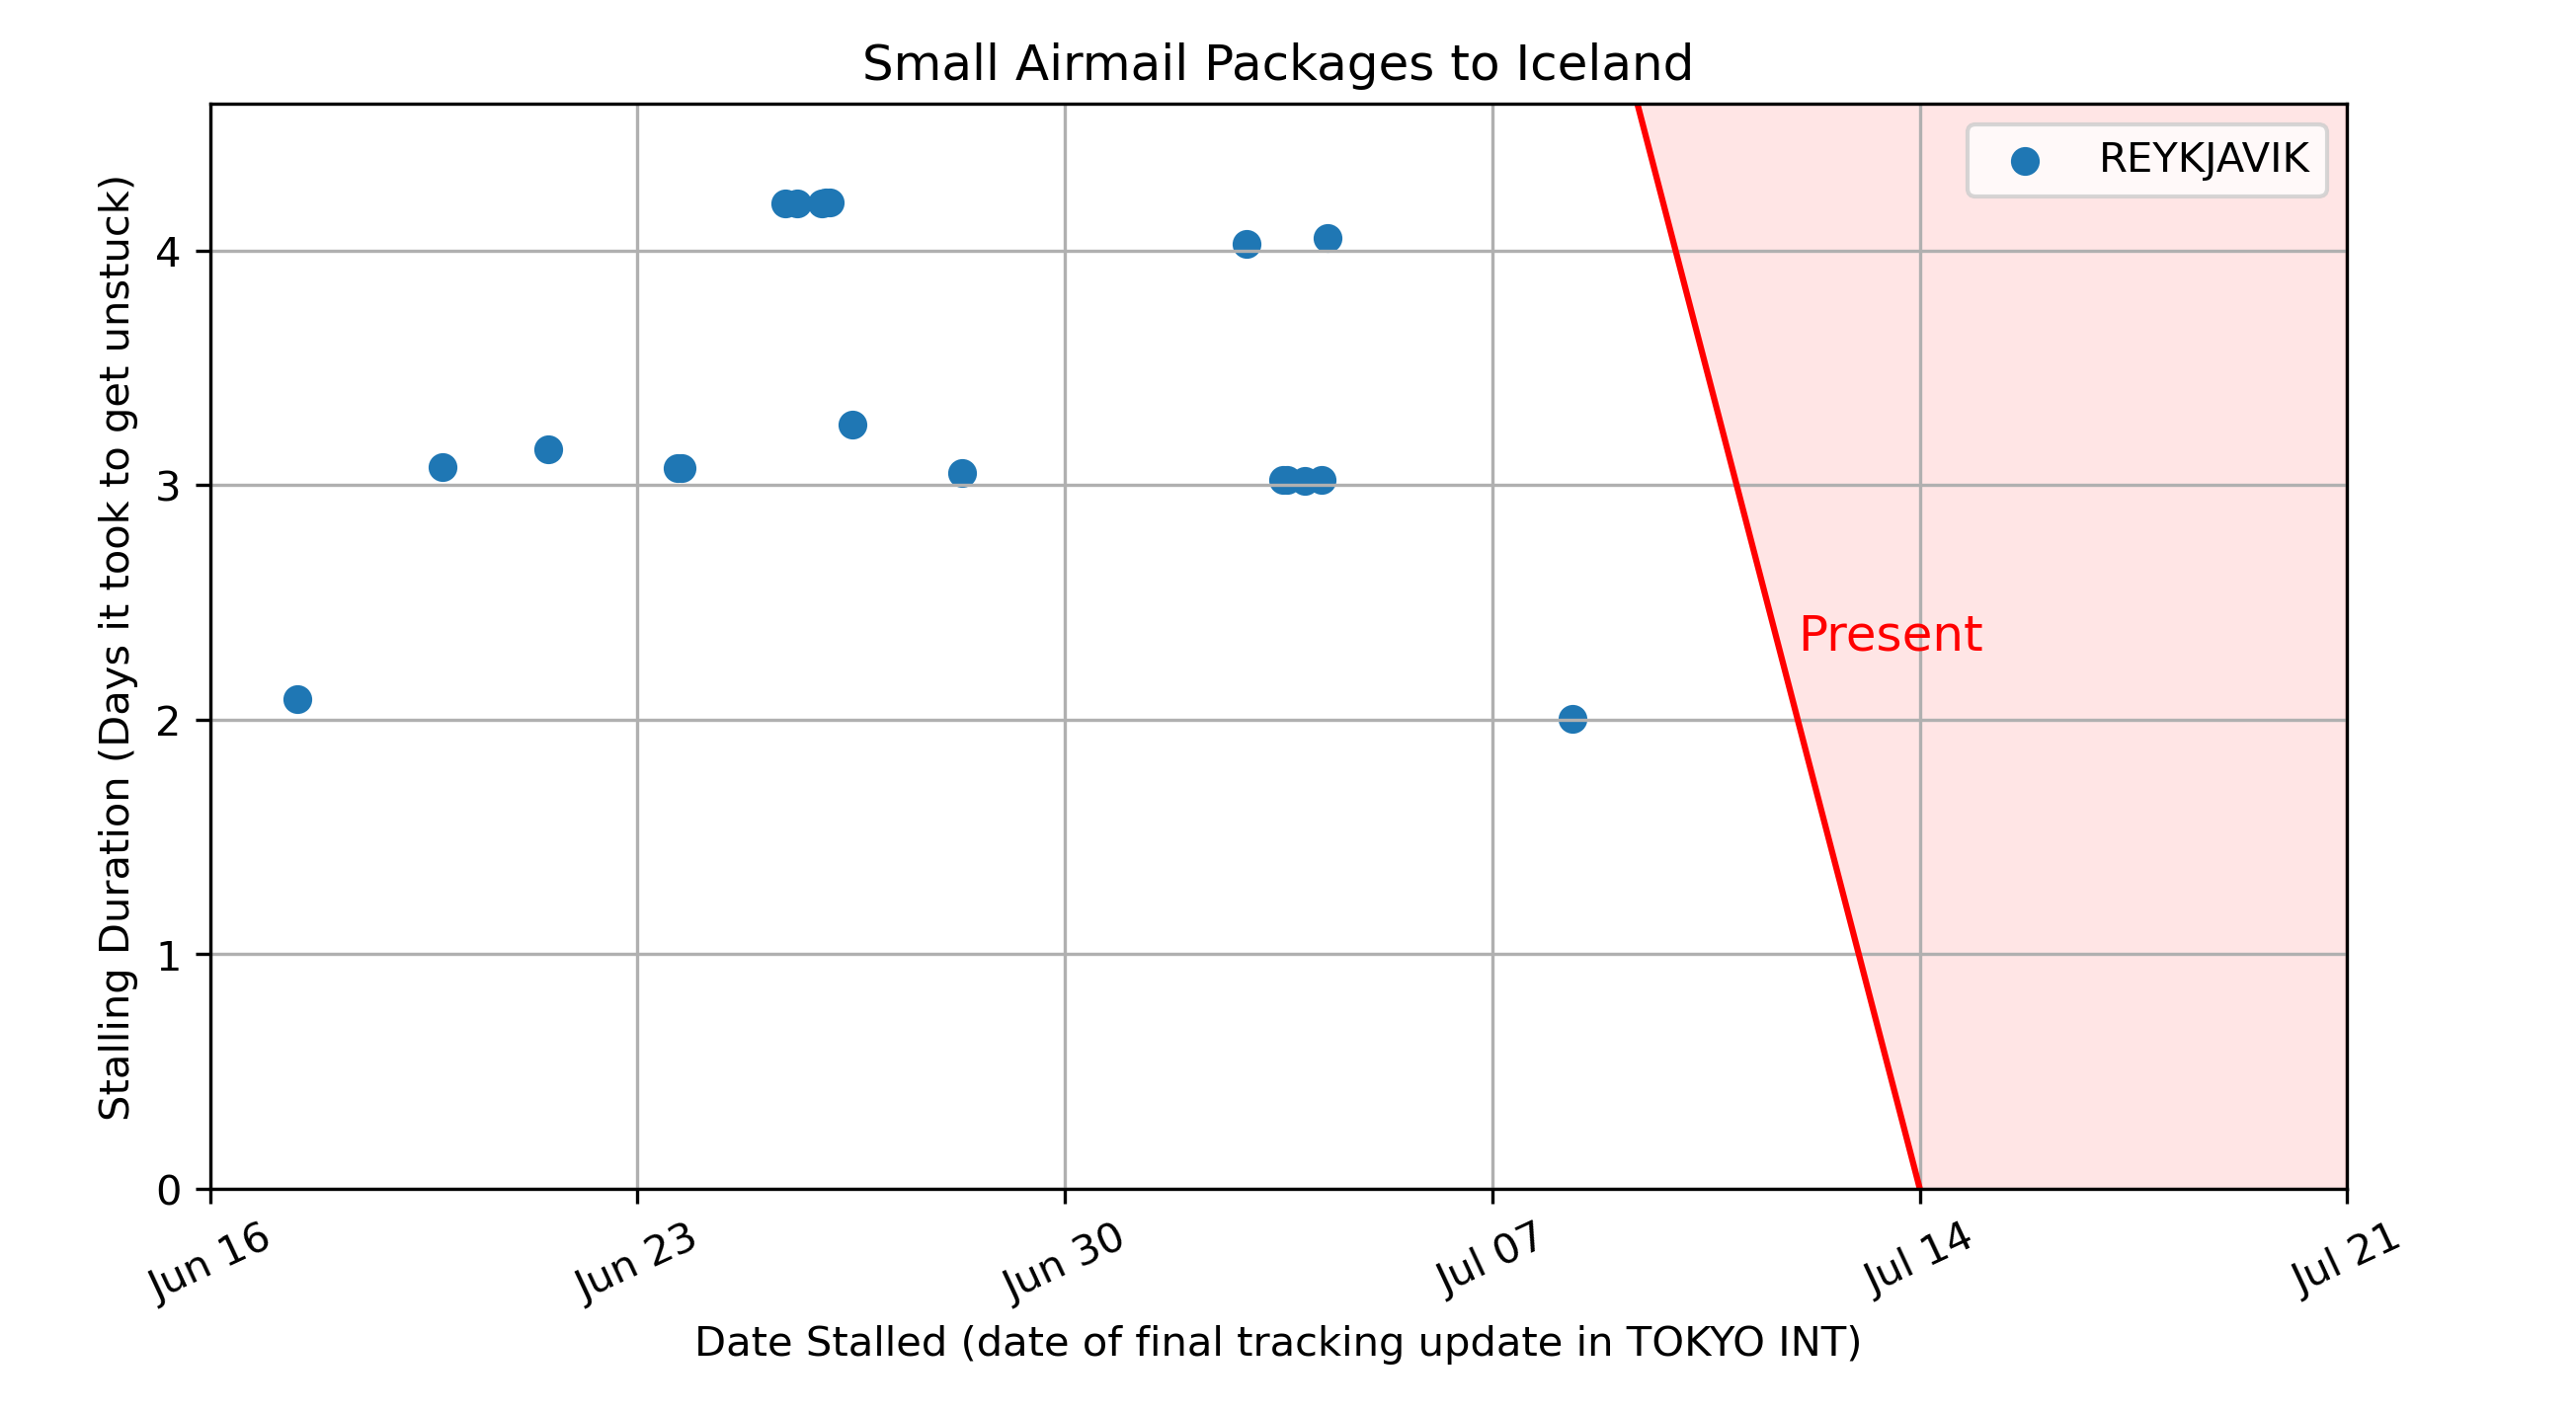 Small Airmail Packages to Iceland
REYKJAVIK
Stalling Duration (Days it took to get unstuck)
4
3
2
1
0
Present
Jun 16
Jun 23
Jun 30
Jul 07
Jul 14
Jul 21
Date Stalled (date of final tracking update in TOKYO INT)